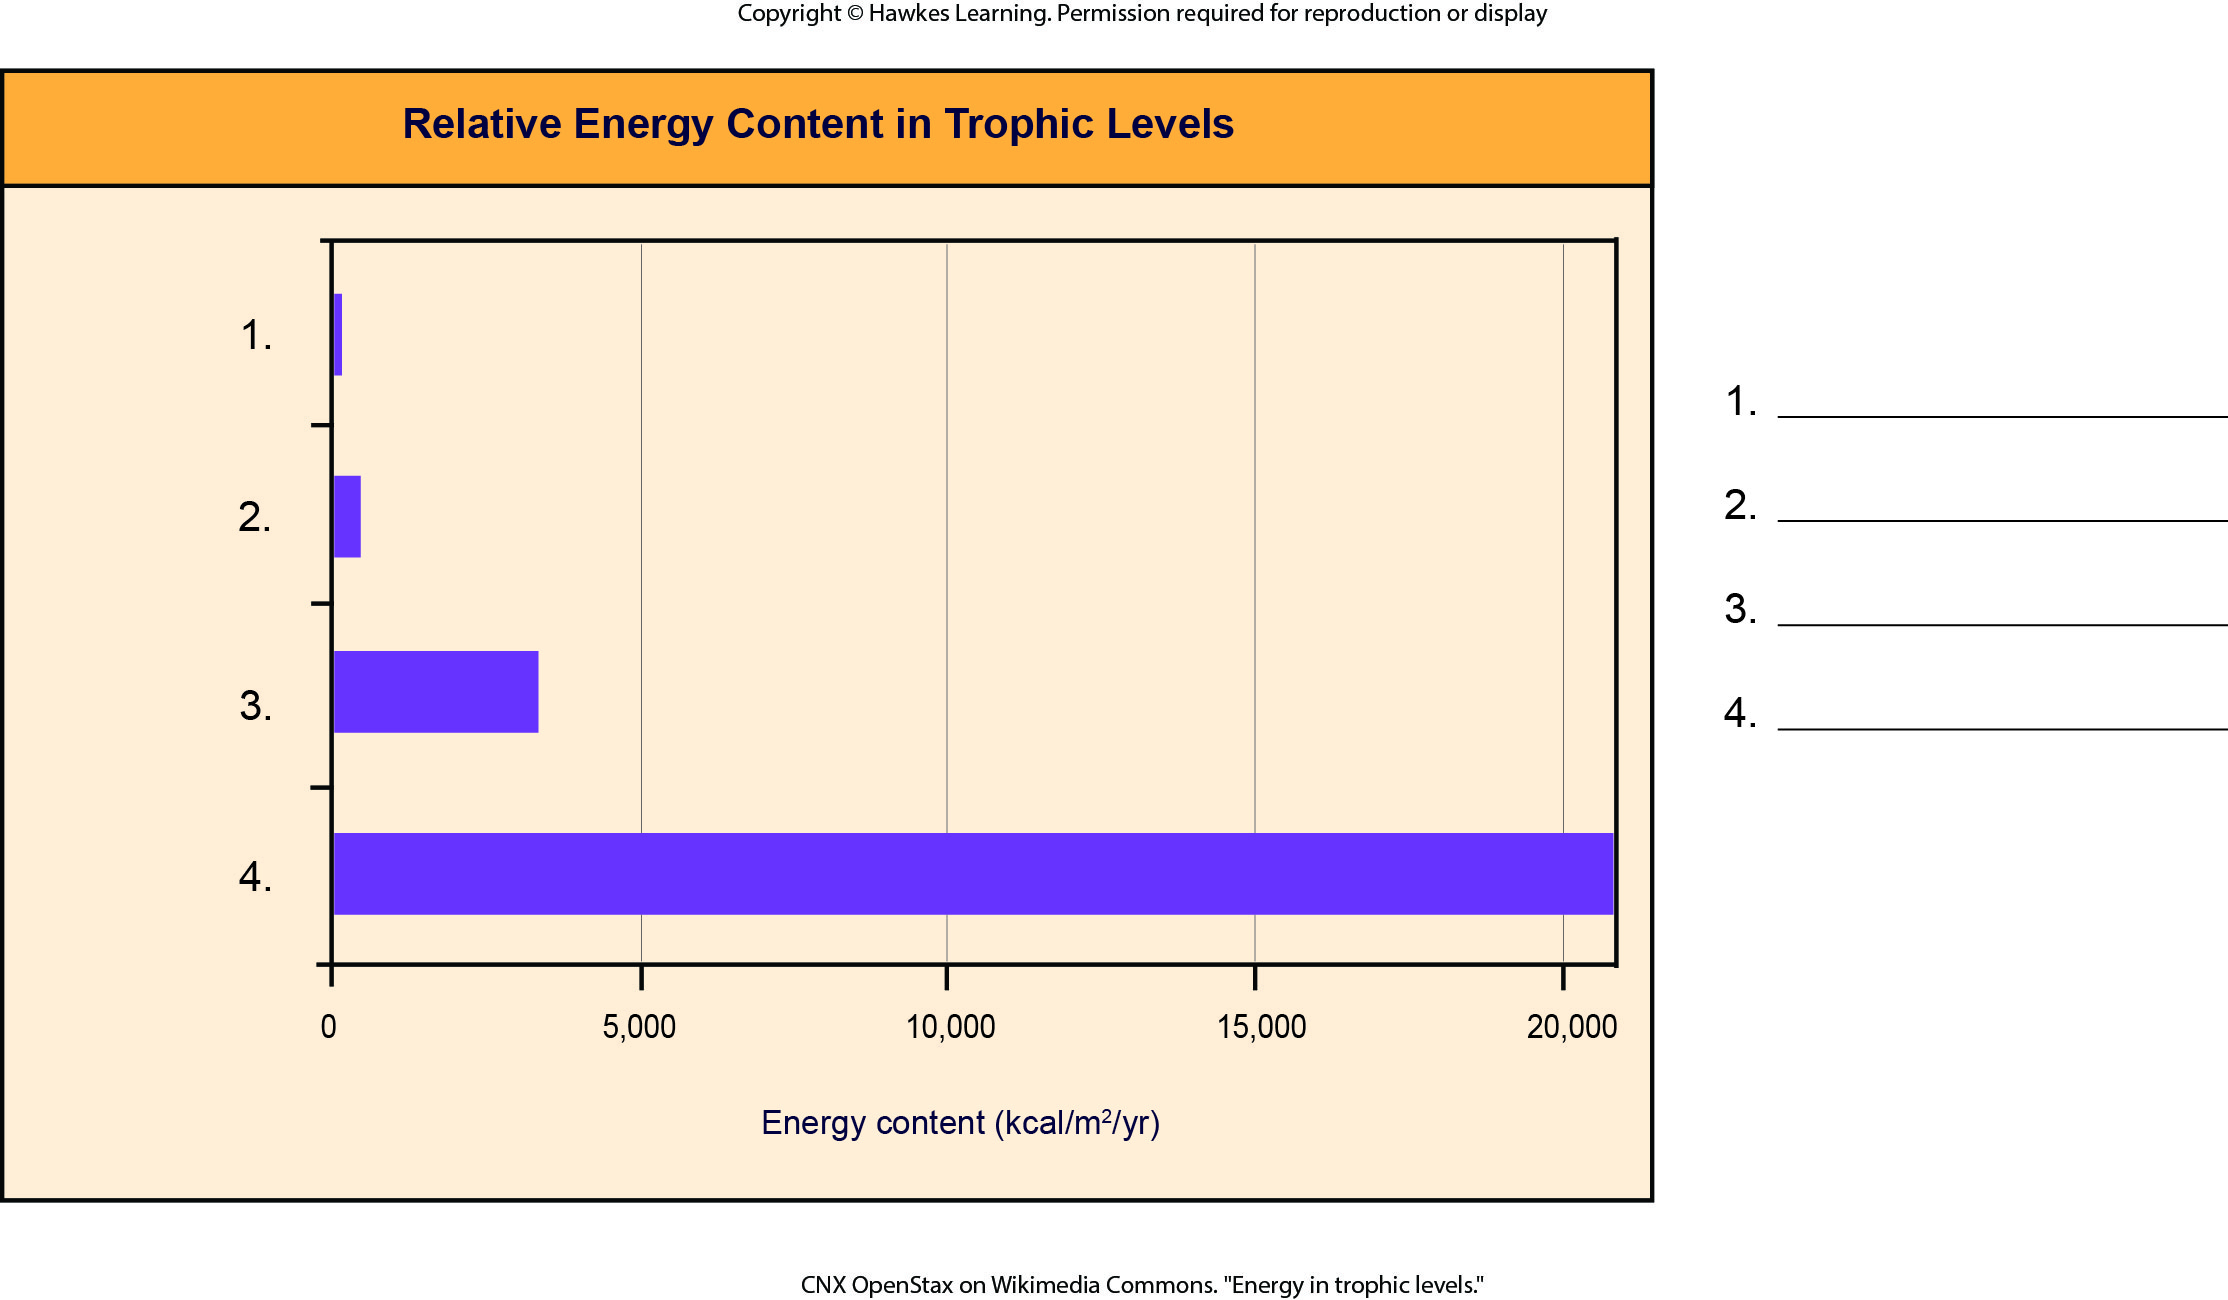 Copyright © Hawkes Learning. Permission required for reproduction or display
Relative Energy Content in Trophic Levels
1.
2.
3.
4.
0 5,000 10,000 15,000 20,000
Energy content (kcal/m²/yr)
1.
2.
3.
4.
CNX OpenStax on Wikimedia Commons. "Energy in trophic levels."